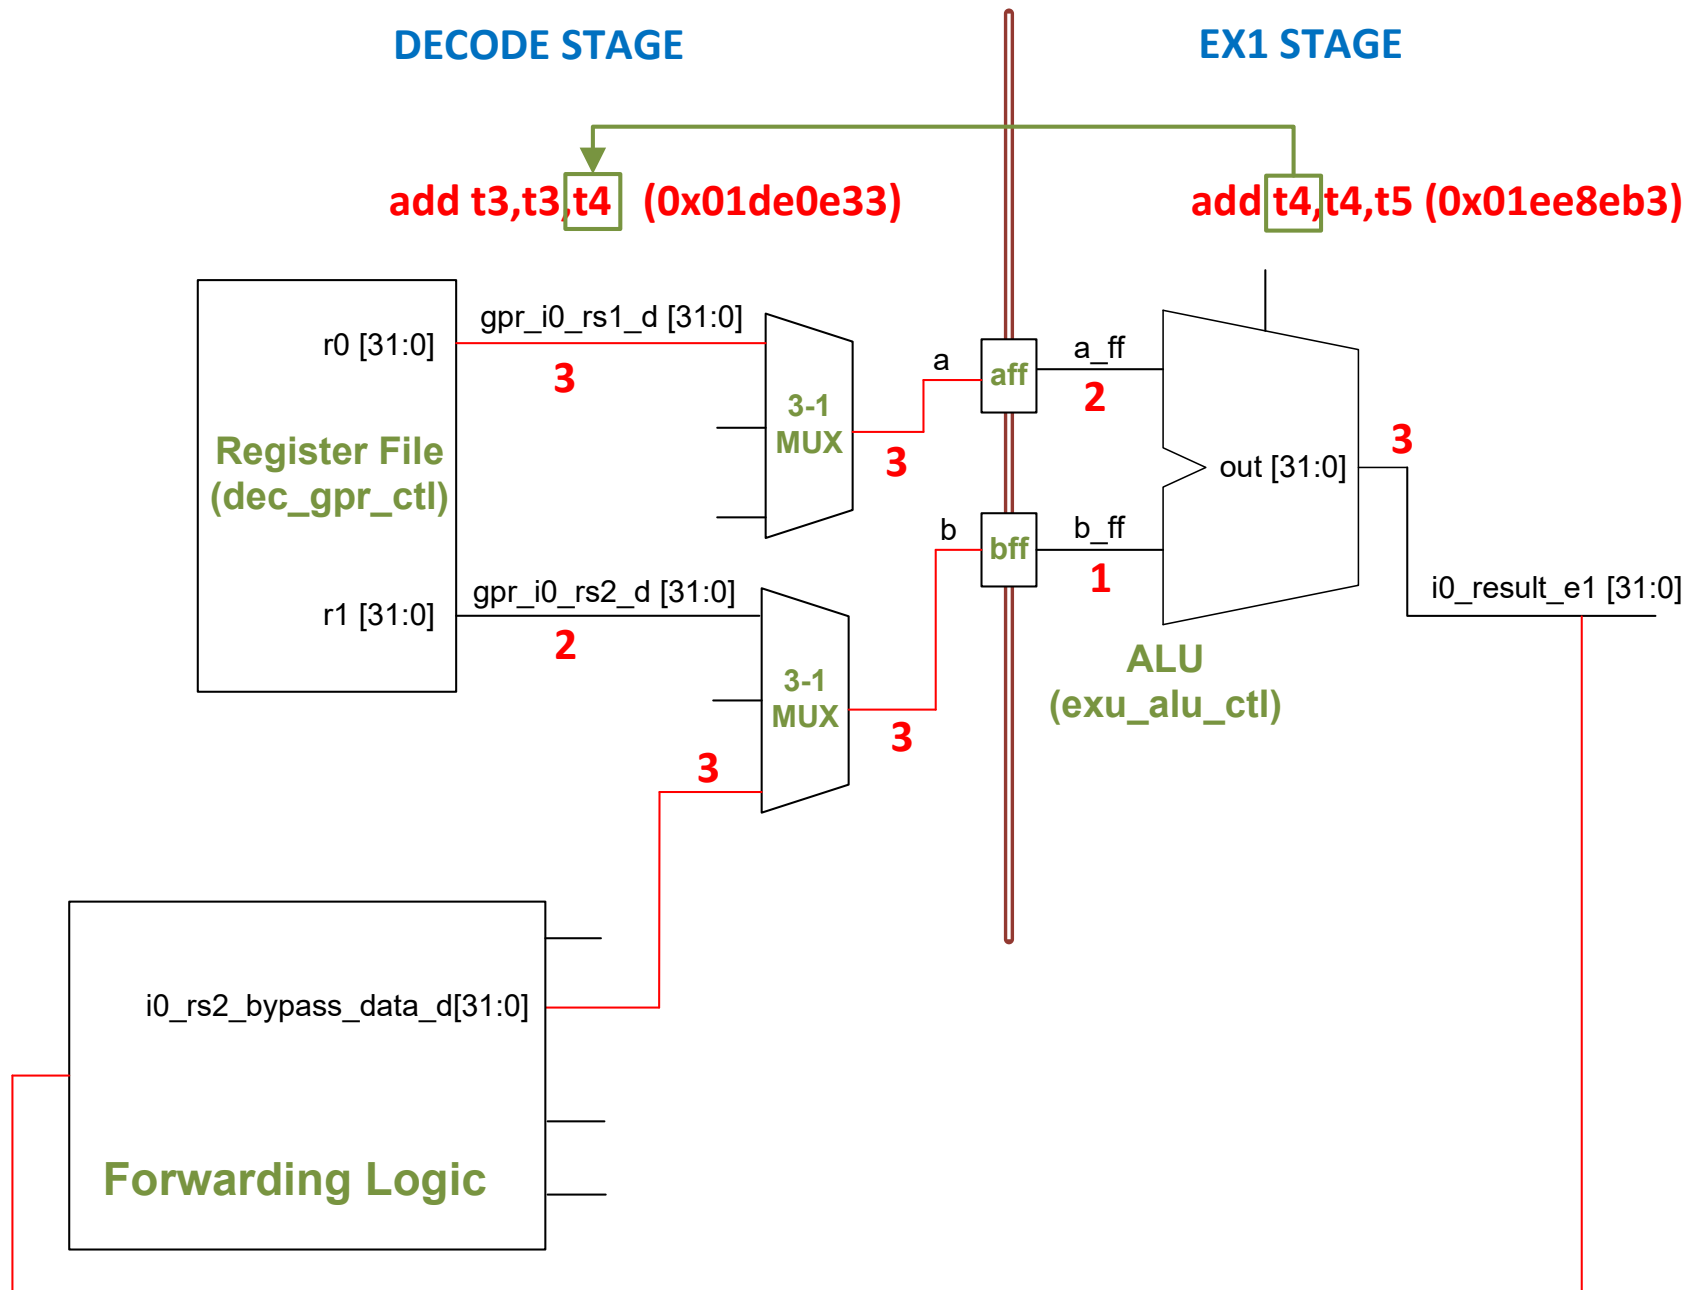 DECODE STAGE
EX1 STAGE
add t3,t3,t4 (0x01de0e33)
add t4,t4,t5 (0x01ee8eb3)
gpr_i0_rs1_d [31:0]
r0 [31:0]
3
3-1
MUX
3
a
aff
a_ff
2
Register File
(dec_gpr_ctl)
out [31:0]
3
b
bff
b_ff
1
gpr_i0_rs2_d [31:0]
r1 [31:0]
2
3-1
MUX
3
3
i0_result_e1 [31:0]
ALU
(exu_alu_ctl)
i0_rs2_bypass_data_d[31:0]
Forwarding Logic